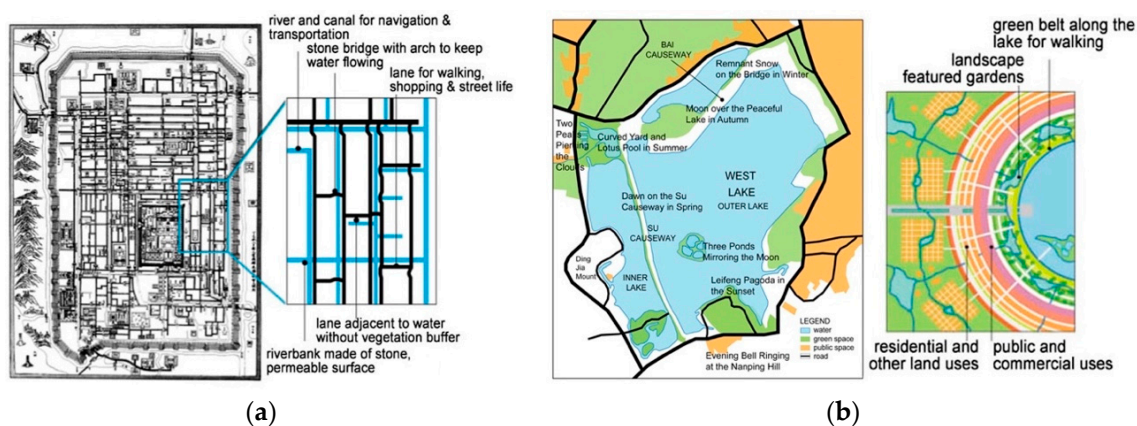 river and canal for navigation &
transportation
stone bridge with arch to keep
water flowing
lane for walking,
shopping & street life
lane adjacent to water
without vegetation buffer
riverbank made of stone,
permeable surface
(a)
BAI
CAUSEWAY
Remnant Snow
on the Bridge in Winter
Moon over the Peaceful
Lake in Autumn
Two
Peaks
Piercing
the
Clouds
Curved Yard and
Lotus Pool in Summer
WEST
LAKE
OUTER LAKE
Dawn on the Su
Causeway in Spring
SU
CAUSEWAY
Three Ponds
Mirroring the Moon
Ding
Jia
Mount
INNER
LAKE
Leifeng Pagoda in
the Sunset
LEGEND
water
green space
public space
road
Evening Bell Ringing
at the Nanping Hill
green belt along the
lake for walking
landscape
featured gardens
residential and
other land uses
public and
commercial uses
(b)